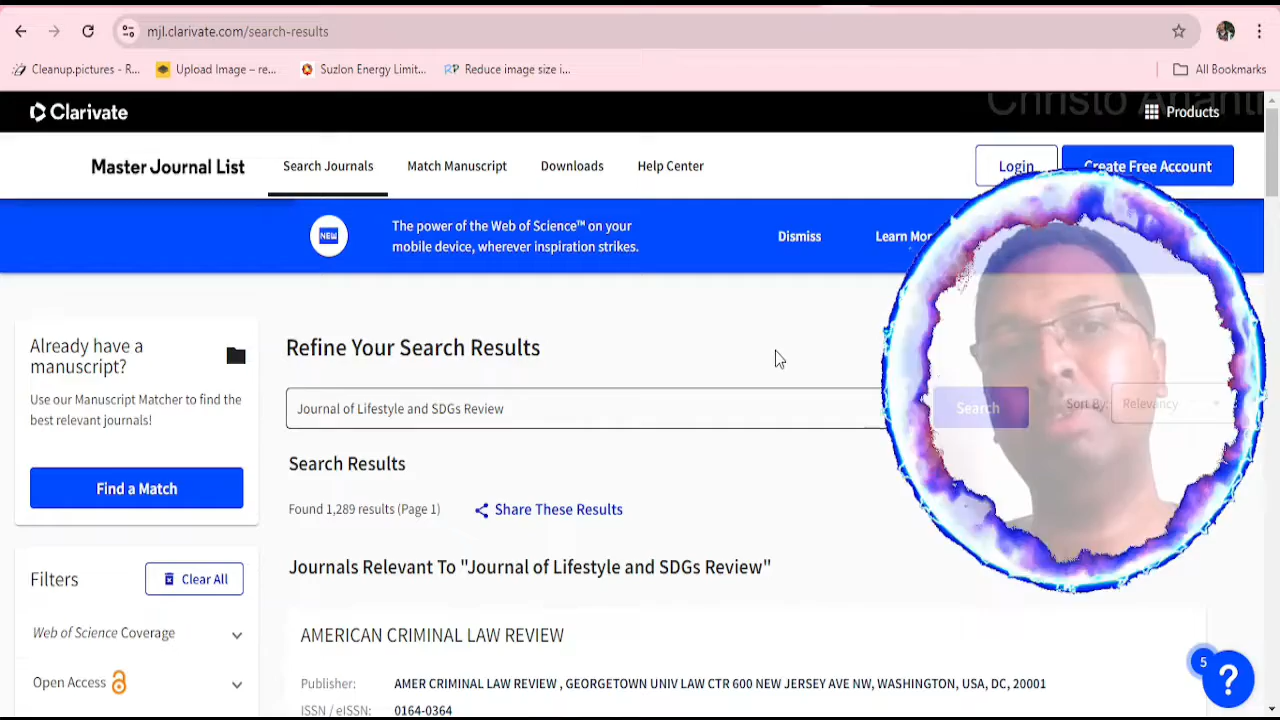 mjl.clarivate.com/search-results
Cleanup.pictures - R...
Upload Image – re...
Suzlon Energy Limit...
Reduce image size i...
All Bookmarks
Christo Ananth
Clarivate
Products
Master Journal List
Search Journals
Match Manuscript
Downloads
Help Center
Login
Create Free Account
NEW
The power of the Web of Science™ on your
mobile device, wherever inspiration strikes.
Dismiss
Learn Mor
Already have a
manuscript?
Use our Manuscript Matcher to find the
best relevant journals!
Find a Match
Refine Your Search Results
Journal of Lifestyle and SDGs Review
Search
Sort By:
Relevancy
Search Results
Found 1,289 results (Page 1)
Share These Results
Filters
Clear All
Web of Science Coverage
Open Access
Journals Relevant To "Journal of Lifestyle and SDGs Review"
AMERICAN CRIMINAL LAW REVIEW
Publisher:
AMER CRIMINAL LAW REVIEW , GEORGETOWN UNIV LAW CTR 600 NEW JERSEY AVE NW, WASHINGTON, USA, DC, 20001
ISSN / eISSN:
0164-0364
5
?